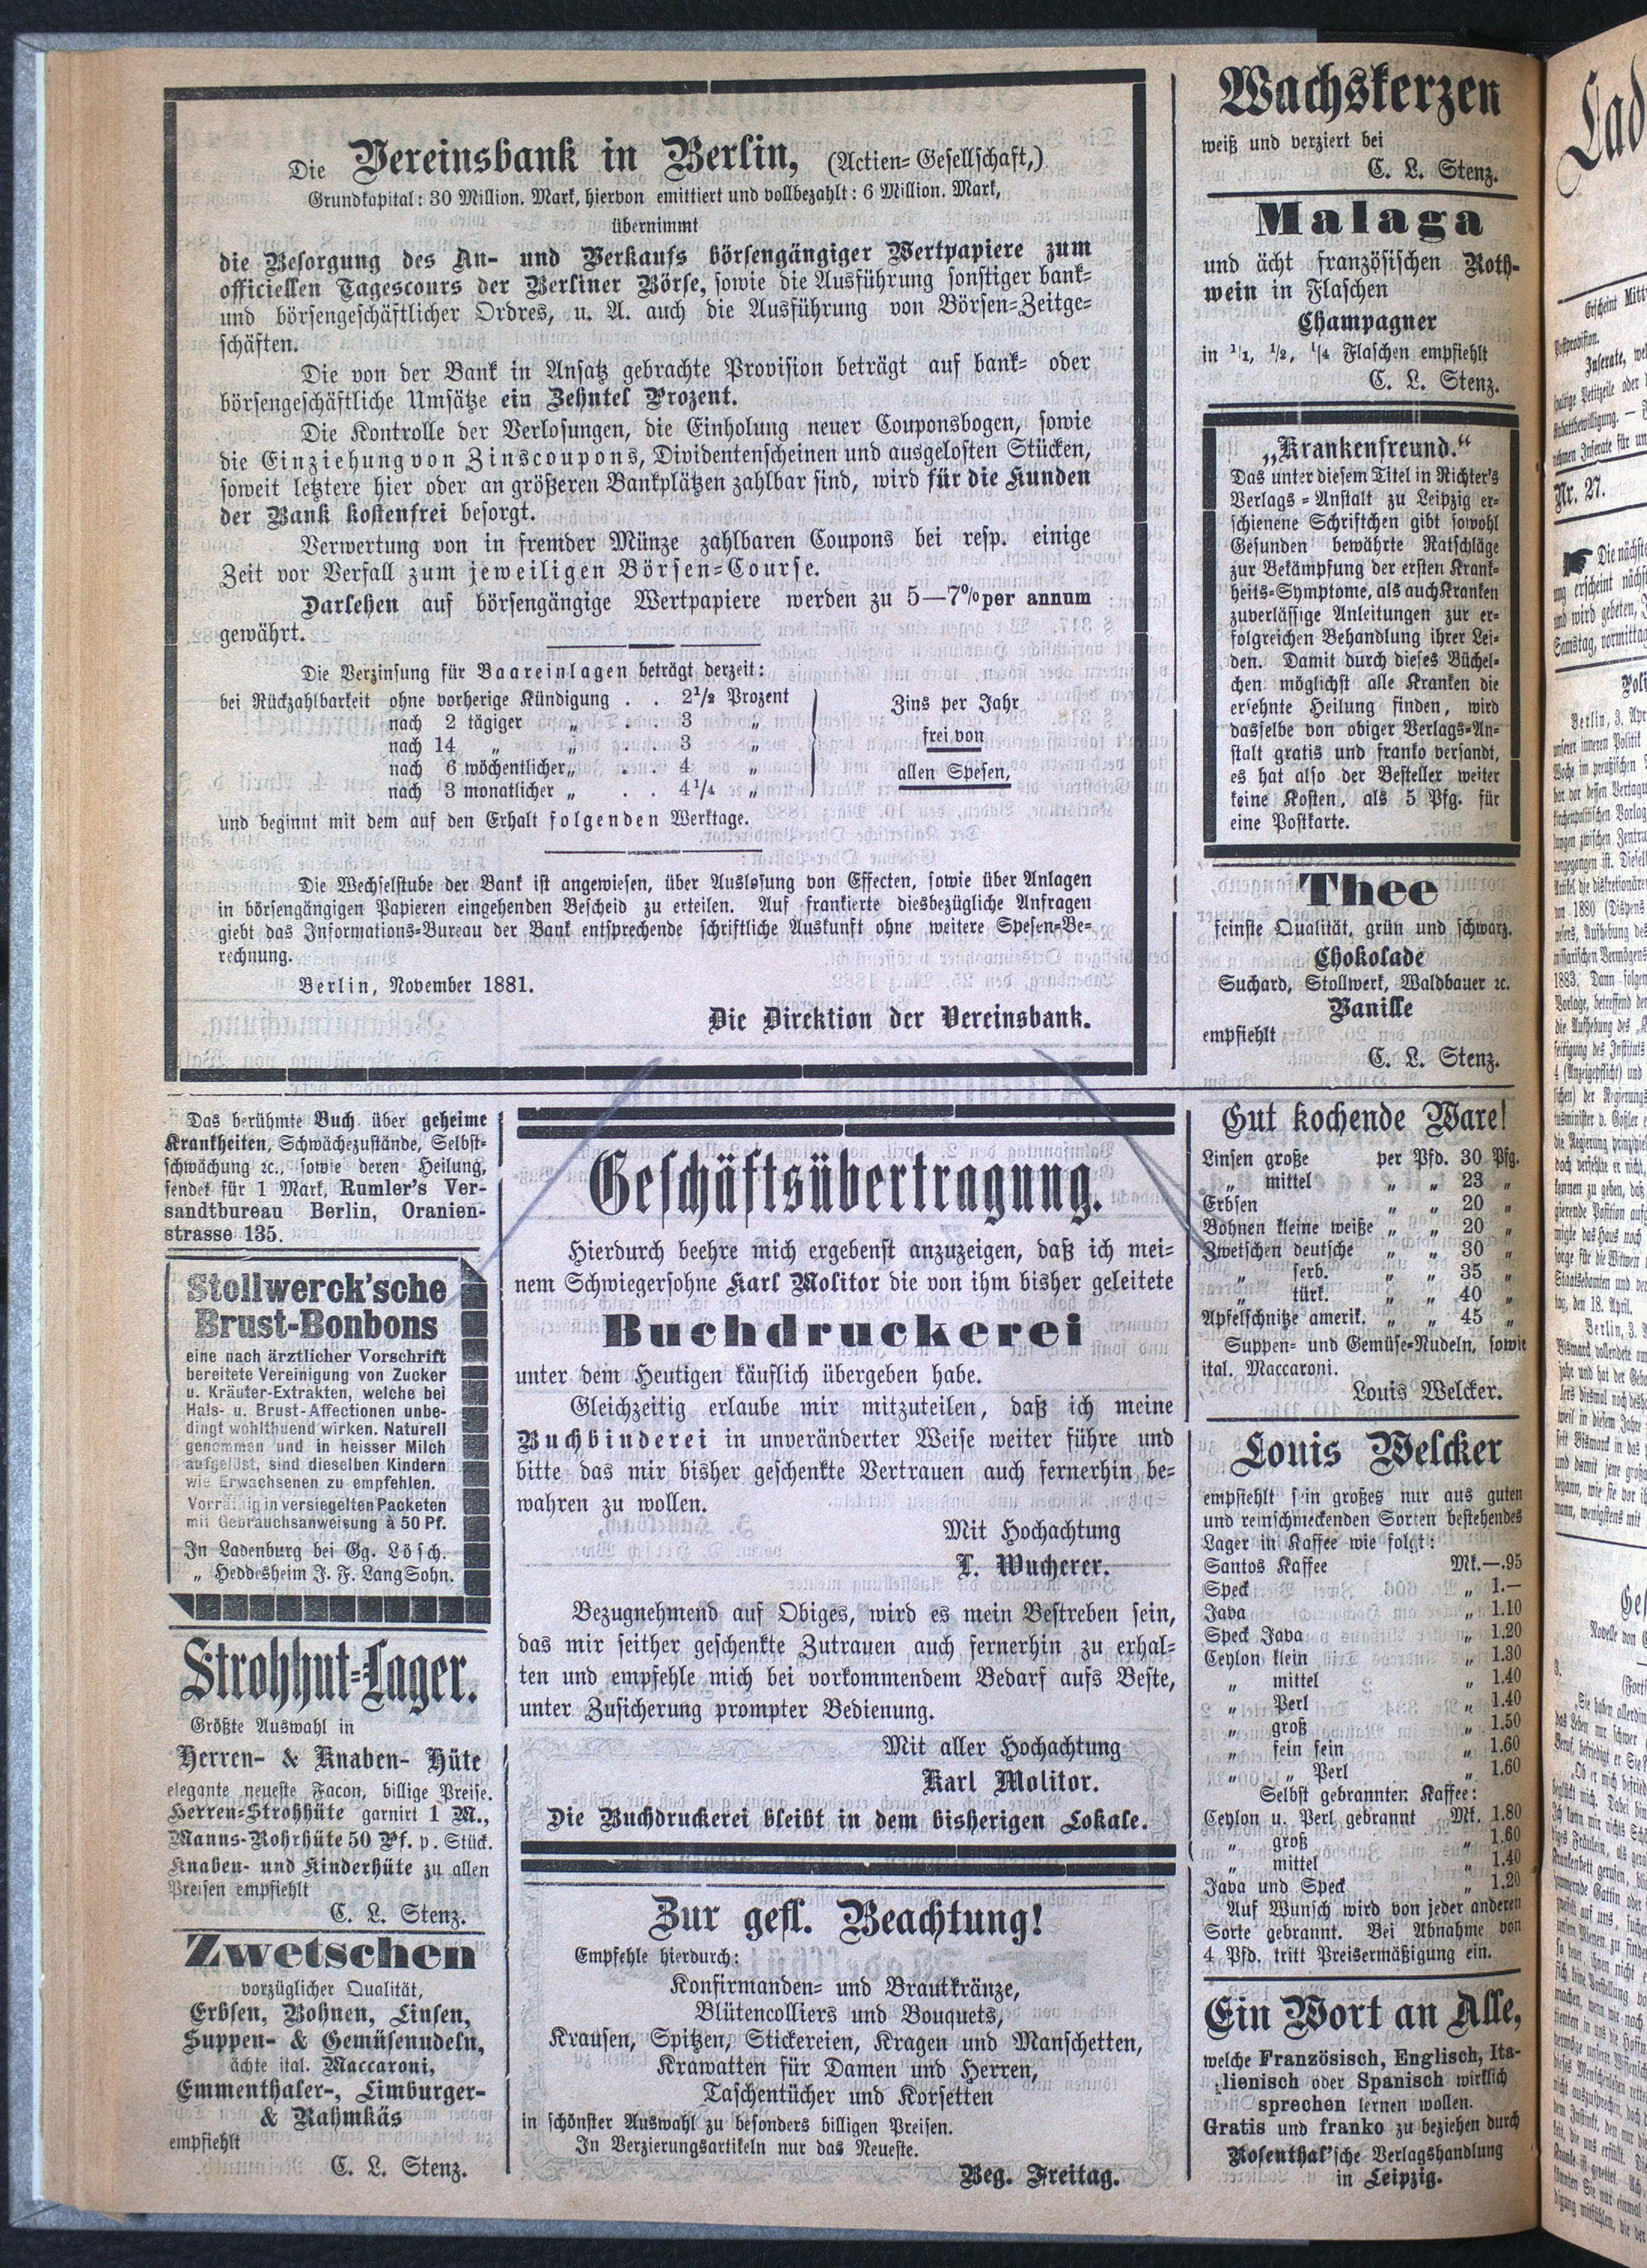 Die Vereinsbank in Berlin, (Actien-Gesellschaft,)
Grundkapital: 30 Million. Mark, hiervon emittiert und vollbezahlt: 6 Million. Mark,
übernimmt
die Besorgung des An- und Verkaufs börsengängiger Wertpapiere zum
officiellen Tagescours der Berliner Börse, sowie die Ausführung sonstiger bank-
und börsengeschäftlicher Ordres, u. A. auch die Ausführung von Börsen-Zeitge-
schäften.
Die von der Bank in Ansatz gebrachte Provision beträgt auf bank- oder
börsengeschäftliche Umsätze ein Zehntel Prozent.
Die Kontrolle der Verlosungen, die Einholung neuer Couponsbogen, sowie
die Einziehung von Zinscoupons, Dividentenscheinen und ausgelosten Stücken,
soweit letztere hier oder an größeren Bankplätzen zahlbar sind, wird für die Kunden
der Bank kostenfrei besorgt.
Verwertung von in fremder Münze zahlbaren Coupons bei resp. einige
Zeit vor Verfall zum jeweiligen Börsen-Course.
Darlehen auf börsengängige Wertpapiere werden zu 5—7% per annum
gewährt.
Die Verzinsung für Baareinlagen beträgt derzeit:
bei Rückzahlbarkeit ohne vorherige Kündigung . . 2½ Prozent
nach 2 tägiger „ . . 3 „
nach 14 „ „ . . 3 „
nach 6 wöchentlicher „ . . 4 „
nach 3 monatlicher „ . . 4¼ „
Zins per Jahr
frei von
allen Spesen,
und beginnt mit dem auf den Erhalt folgenden Werktage.
Die Wechselstube der Bank ist angewiesen, über Auslosung von Effecten, sowie über Anlagen
in börsengängigen Papieren eingehenden Bescheid zu erteilen. Auf frankierte diesbezügliche Anfragen
giebt das Informations-Bureau der Bank entsprechende schriftliche Auskunft ohne weitere Spesen-Be-
rechnung.
Berlin, November 1881.
Die Direktion der Vereinsbank.
Wachskerzen
weiß und verziert bei
C. L. Stenz.
Malaga
und ächt französischen Roth-
wein in Flaschen
Champagner
in 1/1, 1/2, 1/4 Flaschen empfiehlt
C. L. Stenz.
„Krankenfreund.“
Das unter diesem Titel in Richter's
Verlags-Anstalt zu Leipzig er-
schienene Schriftchen gibt sowohl
Gesunden bewährte Ratschläge
zur Bekämpfung der ersten Krank-
heits-Symptome, als auch Kranken
zuverlässige Anleitungen zur er-
folgreichen Behandlung ihrer Lei-
den. Damit durch dieses Büchel-
chen möglichst alle Kranken die
ersehnte Heilung finden, wird
dasselbe von obiger Verlags-An-
stalt gratis und franko versandt,
es hat also der Besteller weiter
keine Kosten, als 5 Pfg. für
eine Postkarte.
Thee
feinste Qualität, grün und schwarz.
Chokolade
Suchard, Stollwerk, Waldbauer ꝛc.
Vanille
empfiehlt
C. L. Stenz.
Das berühmte Buch über geheime
Krankheiten, Schwächezustände, Selbst-
schwächung ꝛc., sowie deren Heilung,
sendet für 1 Mark, Rumler's Ver-
sandtbureau Berlin, Oranien-
strasse 135.
Stollwerck'sche
Brust-Bonbons
eine nach ärztlicher Vorschrift
bereitete Vereinigung von Zucker
u. Kräuter-Extrakten, welche bei
Hals- u. Brust-Affectionen unbe-
dingt wohlthuend wirken. Naturell
genommen und in heisser Milch
aufgelöst, sind dieselben Kindern
wie Erwachsenen zu empfehlen.
Vorräthig in versiegelten Packeten
mit Gebrauchsanweisung à 50 Pf.
In Ladenburg bei Gg. Lösch.
„ Heddesheim J. F. Lang Sohn.
Strohhut-Lager.
Größte Auswahl in
Herren- & Knaben- Hüte
elegante neueste Facon, billige Preise.
Herren-Strohhüte garnirt 1 M.,
Manns-Rohrhüte 50 Pf. p. Stück.
Knaben- und Kinderhüte zu allen
Preisen empfiehlt
C. L. Stenz.
Zwetschen
vorzüglicher Qualität,
Erbsen, Bohnen, Linsen,
Suppen- & Gemüsenudeln,
ächte ital. Maccaroni,
Emmenthaler-, Limburger-
& Rahmkäs
empfiehlt
C. L. Stenz.
Geschäftsübertragung.
Hierdurch beehre mich ergebenst anzuzeigen, daß ich mei-
nem Schwiegersohne Karl Molitor die von ihm bisher geleitete
Buchdruckerei
unter dem Heutigen käuflich übergeben habe.
Gleichzeitig erlaube mir mitzuteilen, daß ich meine
Buchbinderei in unveränderter Weise weiter führe und
bitte das mir bisher geschenkte Vertrauen auch fernerhin be-
wahren zu wollen.
Mit Hochachtung
L. Wucherer.
Bezugnehmend auf Obiges, wird es mein Bestreben sein,
das mir seither geschenkte Zutrauen auch fernerhin zu erhal-
ten und empfehle mich bei vorkommendem Bedarf aufs Beste,
unter Zusicherung prompter Bedienung.
Mit aller Hochachtung
Karl Molitor.
Die Buchdruckerei bleibt in dem bisherigen Lokale.
Zur gefl. Beachtung!
Empfehle hierdurch:
Konfirmanden- und Brautkränze,
Blütencolliers und Bouquets,
Krausen, Spitzen, Stickereien, Kragen und Manschetten,
Krawatten für Damen und Herren,
Taschentücher und Korsetten
in schönster Auswahl zu besonders billigen Preisen.
In Verzierungsartikeln nur das Neueste.
Beg. Freitag.
Gut kochende Ware!
Linsen große per Pfd. 30 Pfg.
„ mittel „ „ 23 „
Erbsen „ „ 20 „
Bohnen kleine weiße „ „ 20 „
Zwetschen deutsche „ „ 30 „
„ serb. „ „ 35 „
„ türk. „ „ 40 „
Apfelschnitze amerik. „ „ 45 „
Suppen- und Gemüse-Nudeln, sowie
ital. Maccaroni.
Louis Welcker.
Louis Welcker
empfiehlt sein großes nur aus guten
und reinschmeckenden Sorten bestehendes
Lager in Kaffee wie folgt:
Santos Kaffee Mk.—.95
Speck „ 1.—
Java „ 1.10
Speck Java „ 1.20
Ceylon klein „ 1.30
„ mittel „ 1.40
„ Perl „ 1.40
„ groß „ 1.50
„ fein fein „ 1.60
„ „ Perl „ 1.60
Selbst gebrannten Kaffee:
Ceylon u. Perl gebrannt Mk. 1.80
„ groß „ 1.60
„ mittel „ 1.40
Java und Speck „ 1.20
Auf Wunsch wird von jeder anderen
Sorte gebrannt. Bei Abnahme von
4 Pfd. tritt Preisermäßigung ein.
Ein Wort an Alle,
welche Französisch, Englisch, Ita-
lienisch oder Spanisch wirklich
sprechen lernen wollen.
Gratis und franko zu beziehen durch
Rosenthal'sche Verlagshandlung
in Leipzig.
Lad
Erscheint Mitt
Nr. 27.